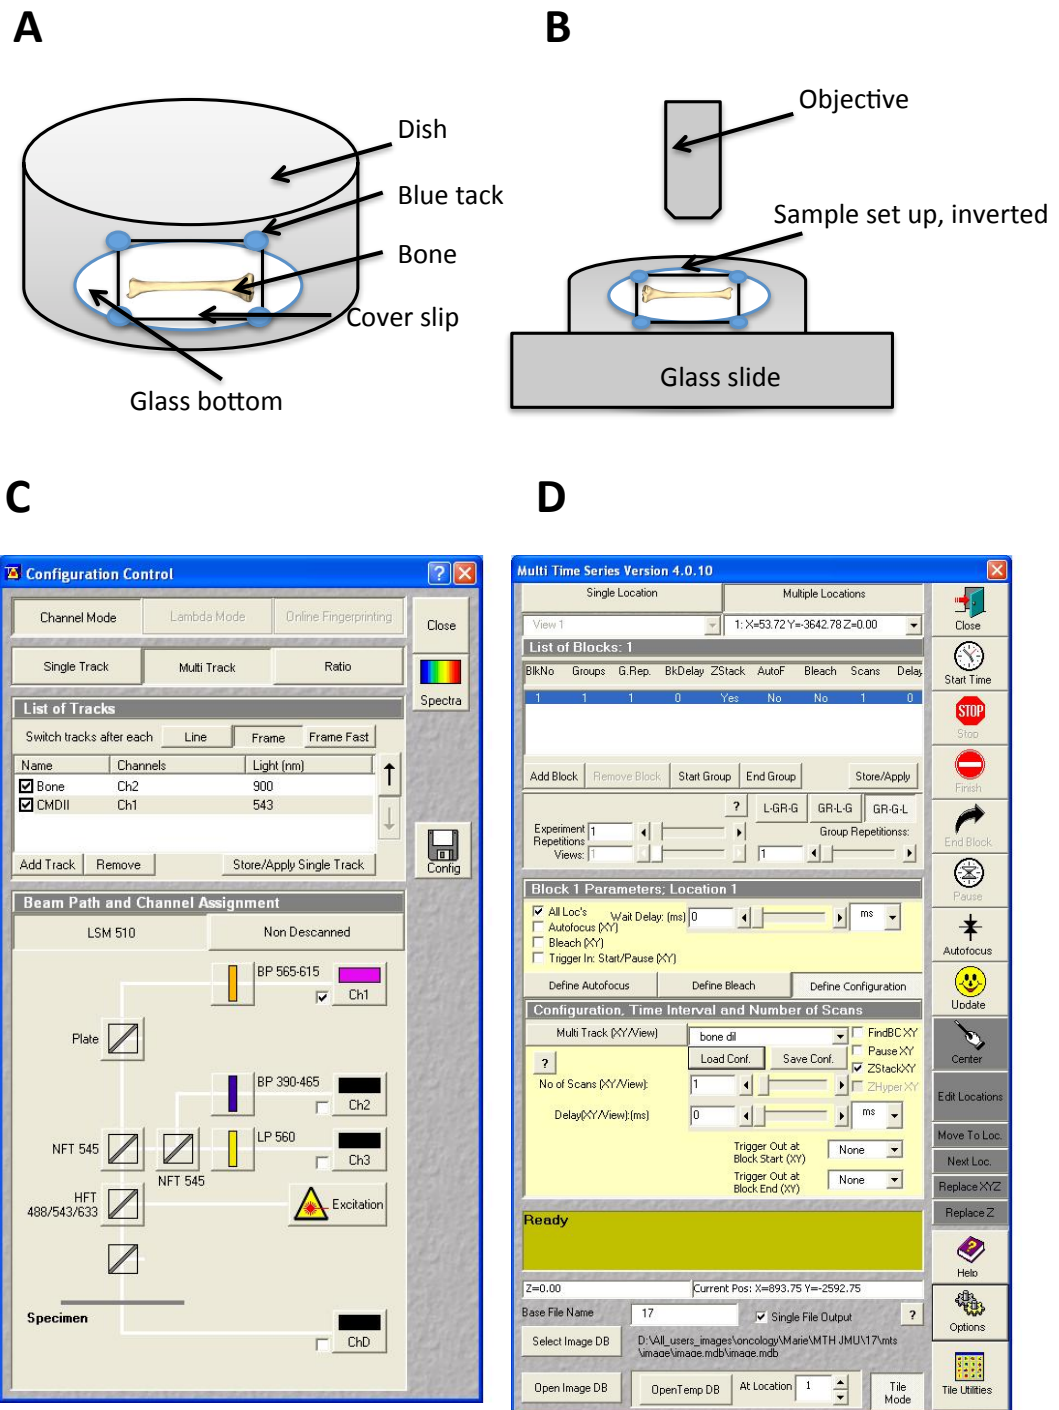 A
B
Dish
Blue tack
Bone
Cover slip
Glass bottom
Objective
Sample set up, inverted
Glass slide
C
D
Configuration Control
Channel Mode Lambda Mode Online Fingerprinting
Close
Single Track Multi Track Ratio
Spectra
List of Tracks
Switch tracks after each Line Frame Frame Fast
Name Channels Light (nm)
Bone Ch2 900
CMDII Ch1 543
Add Track Remove Store/Apply Single Track
Config
Beam Path and Channel Assignment
LSM 510 Non Descanned
BP 565-615
Ch1
Plate
BP 390-465
Ch2
NFT 545
LP 560
Ch3
NFT 545
HFT
488/543/633
Excitation
Specimen
ChD
Multi Time Series Version 4.0.10
Single Location Multiple Locations
View 1 1: X=53.72 Y=-3642.78 Z=0.00
Close
List of Blocks: 1
BlkNo Groups G.Rep. BkDelay ZStack AutoF Bleach Scans Delay
1 1 1 0 Yes No No 1 0
Start Time
STOP
Stop
Add Block Remove Block Start Group End Group Store/Apply
Finish
? L-GR-G GR-L-G GR-G-L
Experiment
Repetitions 1
Group Repetitionss:
Views: 1 1
End Block
Pause
Block 1 Parameters; Location 1
All Loc's Wait Delay: (ms) 0 ms
Autofocus (XY)
Bleach (XY)
Trigger In: Start/Pause (XY)
Autofocus
Define Autofocus Define Bleach Define Configuration
Update
Configuration, Time Interval and Number of Scans
Multi Track (XY/View) bone dil FindBC XY
? Load Conf. Save Conf. Pause XY
ZStackXY
Center
No of Scans (XY/View): 1 ZHyperXY
Delay(XY/View):(ms) 0 ms
Edit Locations
Trigger Out at
Block Start (XY) None
Trigger Out at
Block End (XY) None
Move To Loc.
Next Loc.
Replace XYZ
Replace Z
Ready
Help
Z=0.00 Current Pos: X=893.75 Y=-2592.75
Base File Name 17 Single File Output ?
Options
Select Image DB D:\All_users_images\oncology\Marie\MTH JMU\17\mts
\image\image.mdb\image.mdb
Open Image DB OpenTemp DB At Location 1 Tile
Mode
Tile Utilities